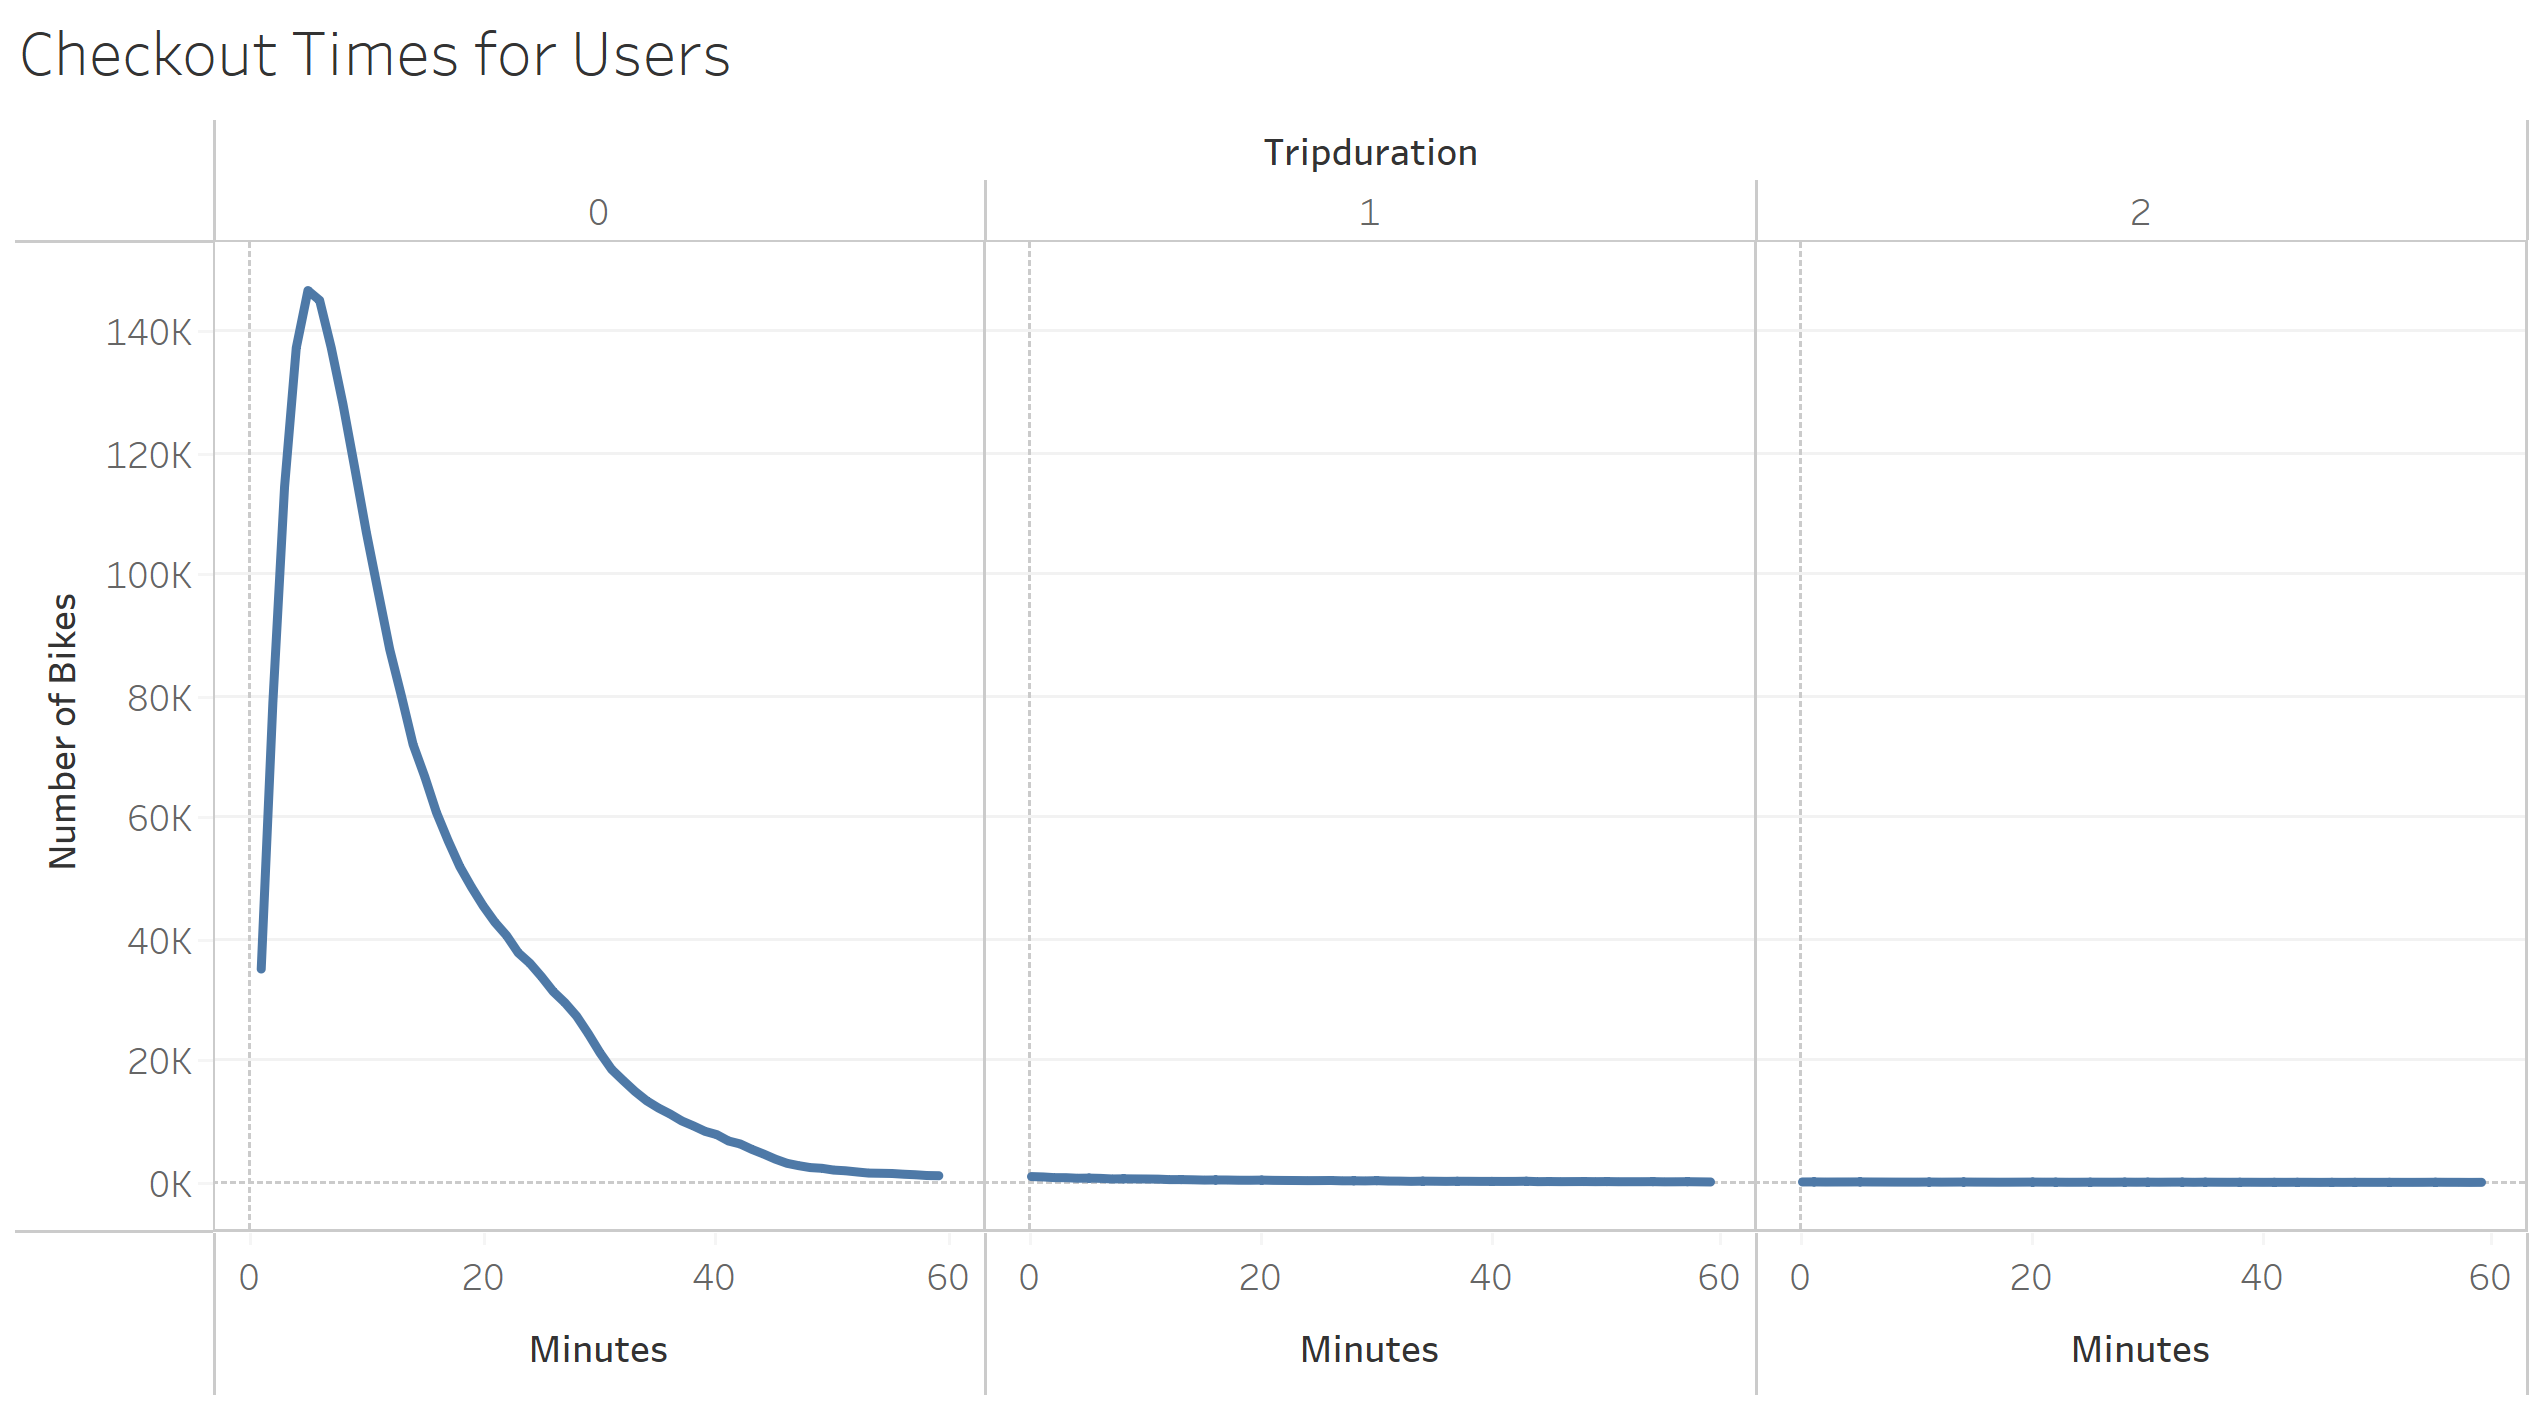 Checkout Times for Users
Tripduration
0 1 2
Number of Bikes
140K
120K
100K
80K
60K
40K
20K
0K
0 20 40 60 0 20 40 60 0 20 40 60
Minutes Minutes Minutes